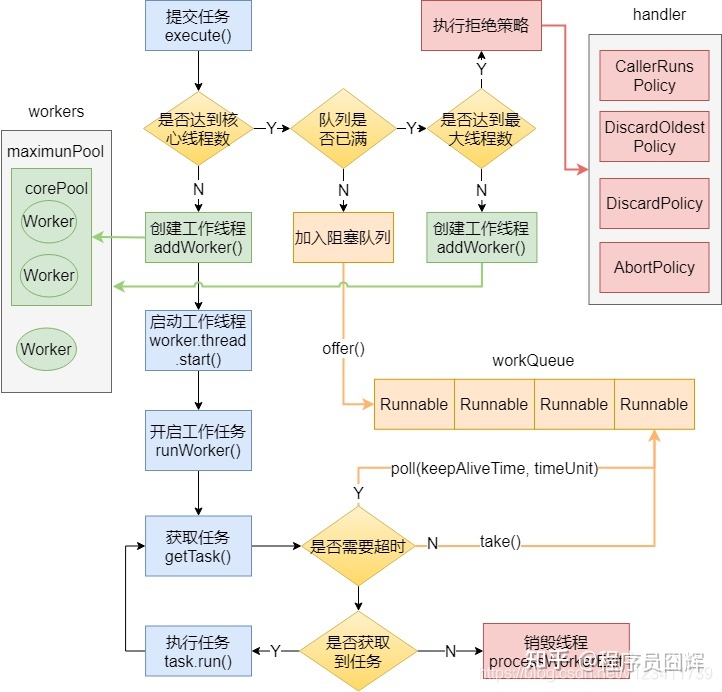 提交任务
execute()
执行拒绝策略
handler
CallerRuns
Policy
DiscardOldest
Policy
DiscardPolicy
AbortPolicy
workers
maximunPool
corePool
Worker
Worker
Worker
是否达到核
心线程数
Y
队列是
否已满
Y
是否达到最
大线程数
Y
N
N
N
创建工作线程
addWorker()
加入阻塞队列
创建工作线程
addWorker()
启动工作线程
worker.thread
.start()
offer()
workQueue
Runnable
Runnable
Runnable
Runnable
开启工作任务
runWorker()
poll(keepAliveTime, timeUnit)
Y
获取任务
getTask()
是否需要超时
N
take()
执行任务
task.run()
Y
是否获取
到任务
N
销毁线程
processWorkerExit()
知乎 @程序员囧辉